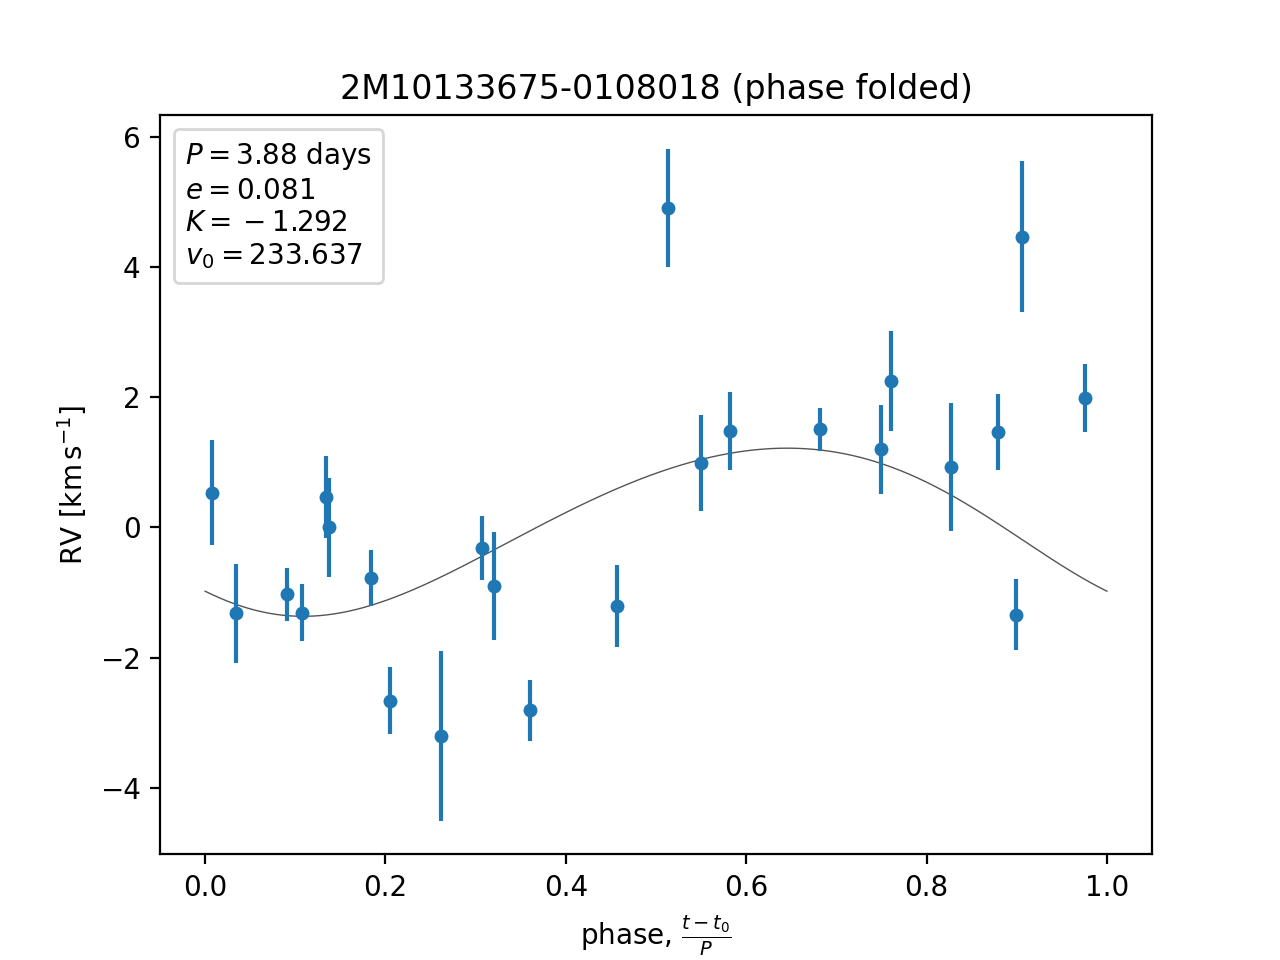 2M10133675-0108018 (phase folded)
P = 3.88 days
e = 0.081
K = −1.292
v₀ = 233.637
RV [km s⁻¹]
6
4
2
0
−2
−4
0.0 0.2 0.4 0.6 0.8 1.0
phase, (t − t₀)/P